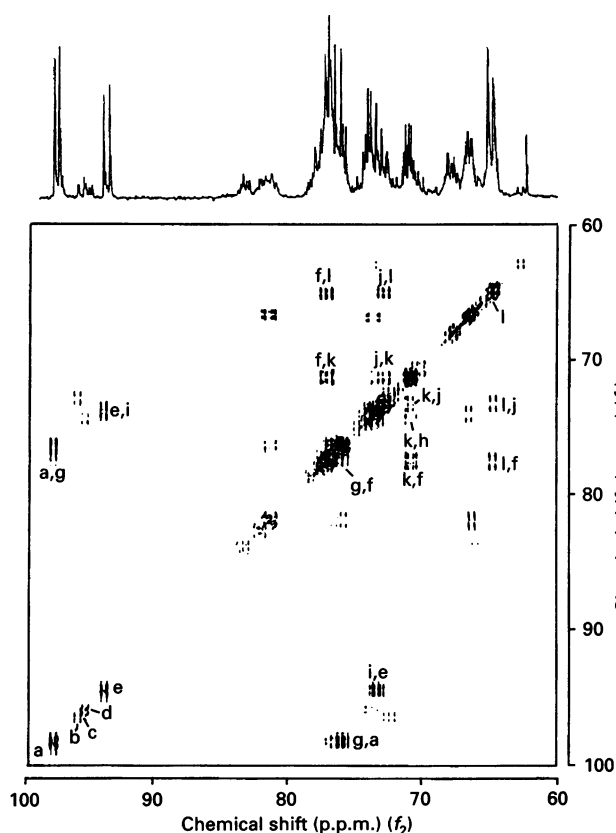 60
f,l
j,l
l
70
f,k
j,k
e,i
k,j
l,j
a,g
k,h
g,f
k,f
l,f
80
90
i,e
e
d
b
c
a
g,a
100
100
90
80
70
60
Chemical shift (p.p.m.) (f₂)